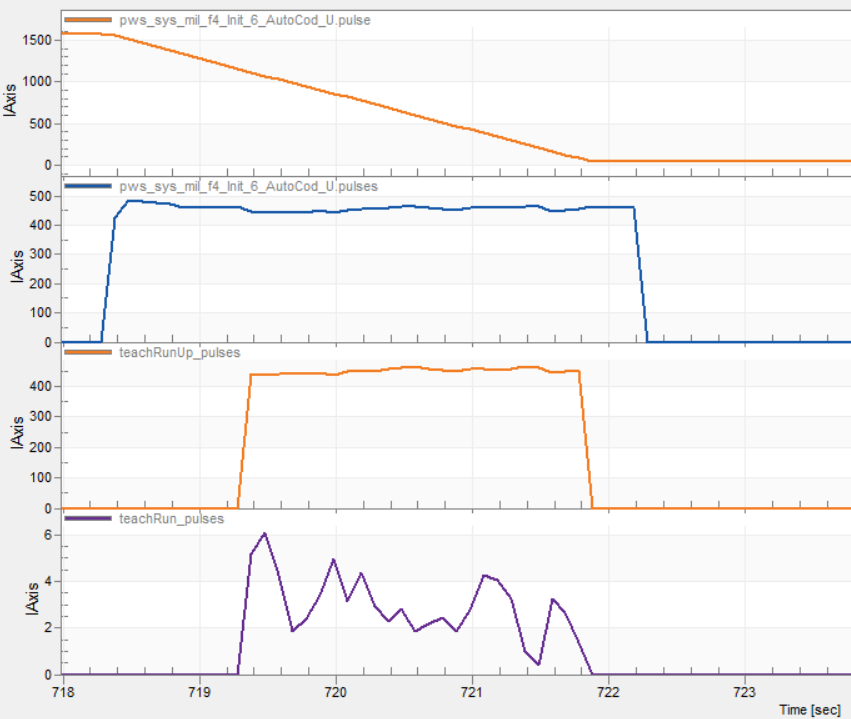 pws_sys_mil_f4_Init_6_AutoCod_U.pulse
1500
1000
500
0
IAxis
pws_sys_mil_f4_Init_6_AutoCod_U.pulses
500
400
300
200
100
0
IAxis
teachRunUp_pulses
400
300
200
100
0
IAxis
teachRun_pulses
6
4
2
0
IAxis
718 719 720 721 722 723
Time [sec]